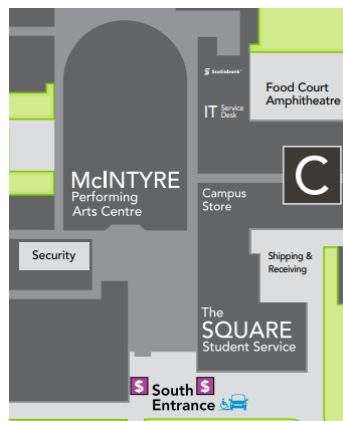 Scotiabank
IT Service
Desk
Food Court
Amphitheatre
McINTYRE
Performing
Arts Centre
Campus
Store
C
Security
Shipping &
Receiving
The
SQUARE
Student Service
$ South $
Entrance